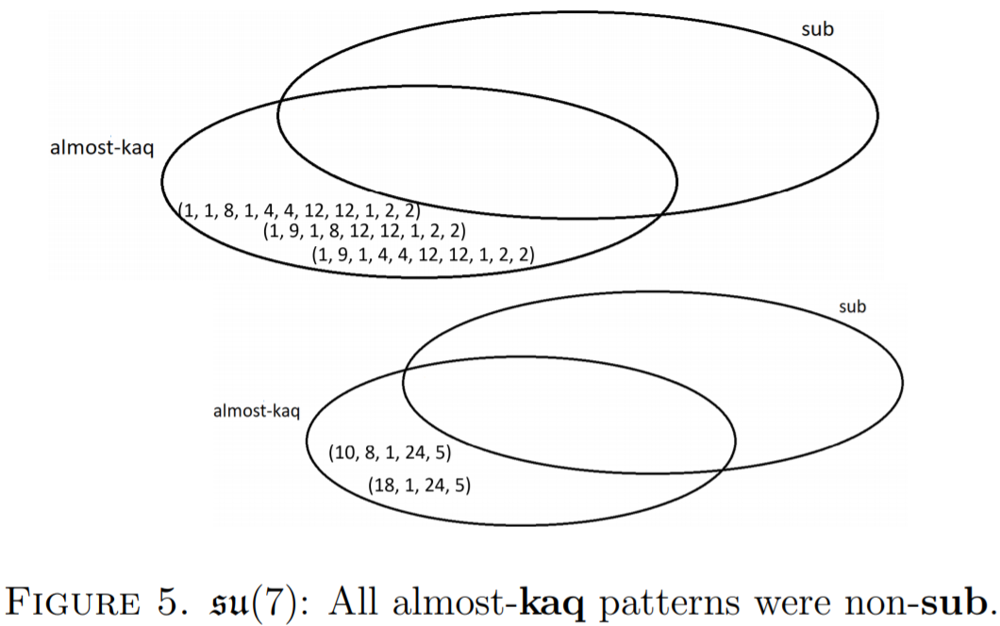 sub
almost-kaq
(1, 1, 8, 1, 4, 4, 12, 12, 1, 2, 2)
(1, 9, 1, 8, 12, 12, 1, 2, 2)
(1, 9, 1, 4, 4, 12, 12, 1, 2, 2)
sub
almost-kaq
(10, 8, 1, 24, 5)
(18, 1, 24, 5)
FIGURE 5. 𝔰𝔲(7): All almost-kaq patterns were non-sub.